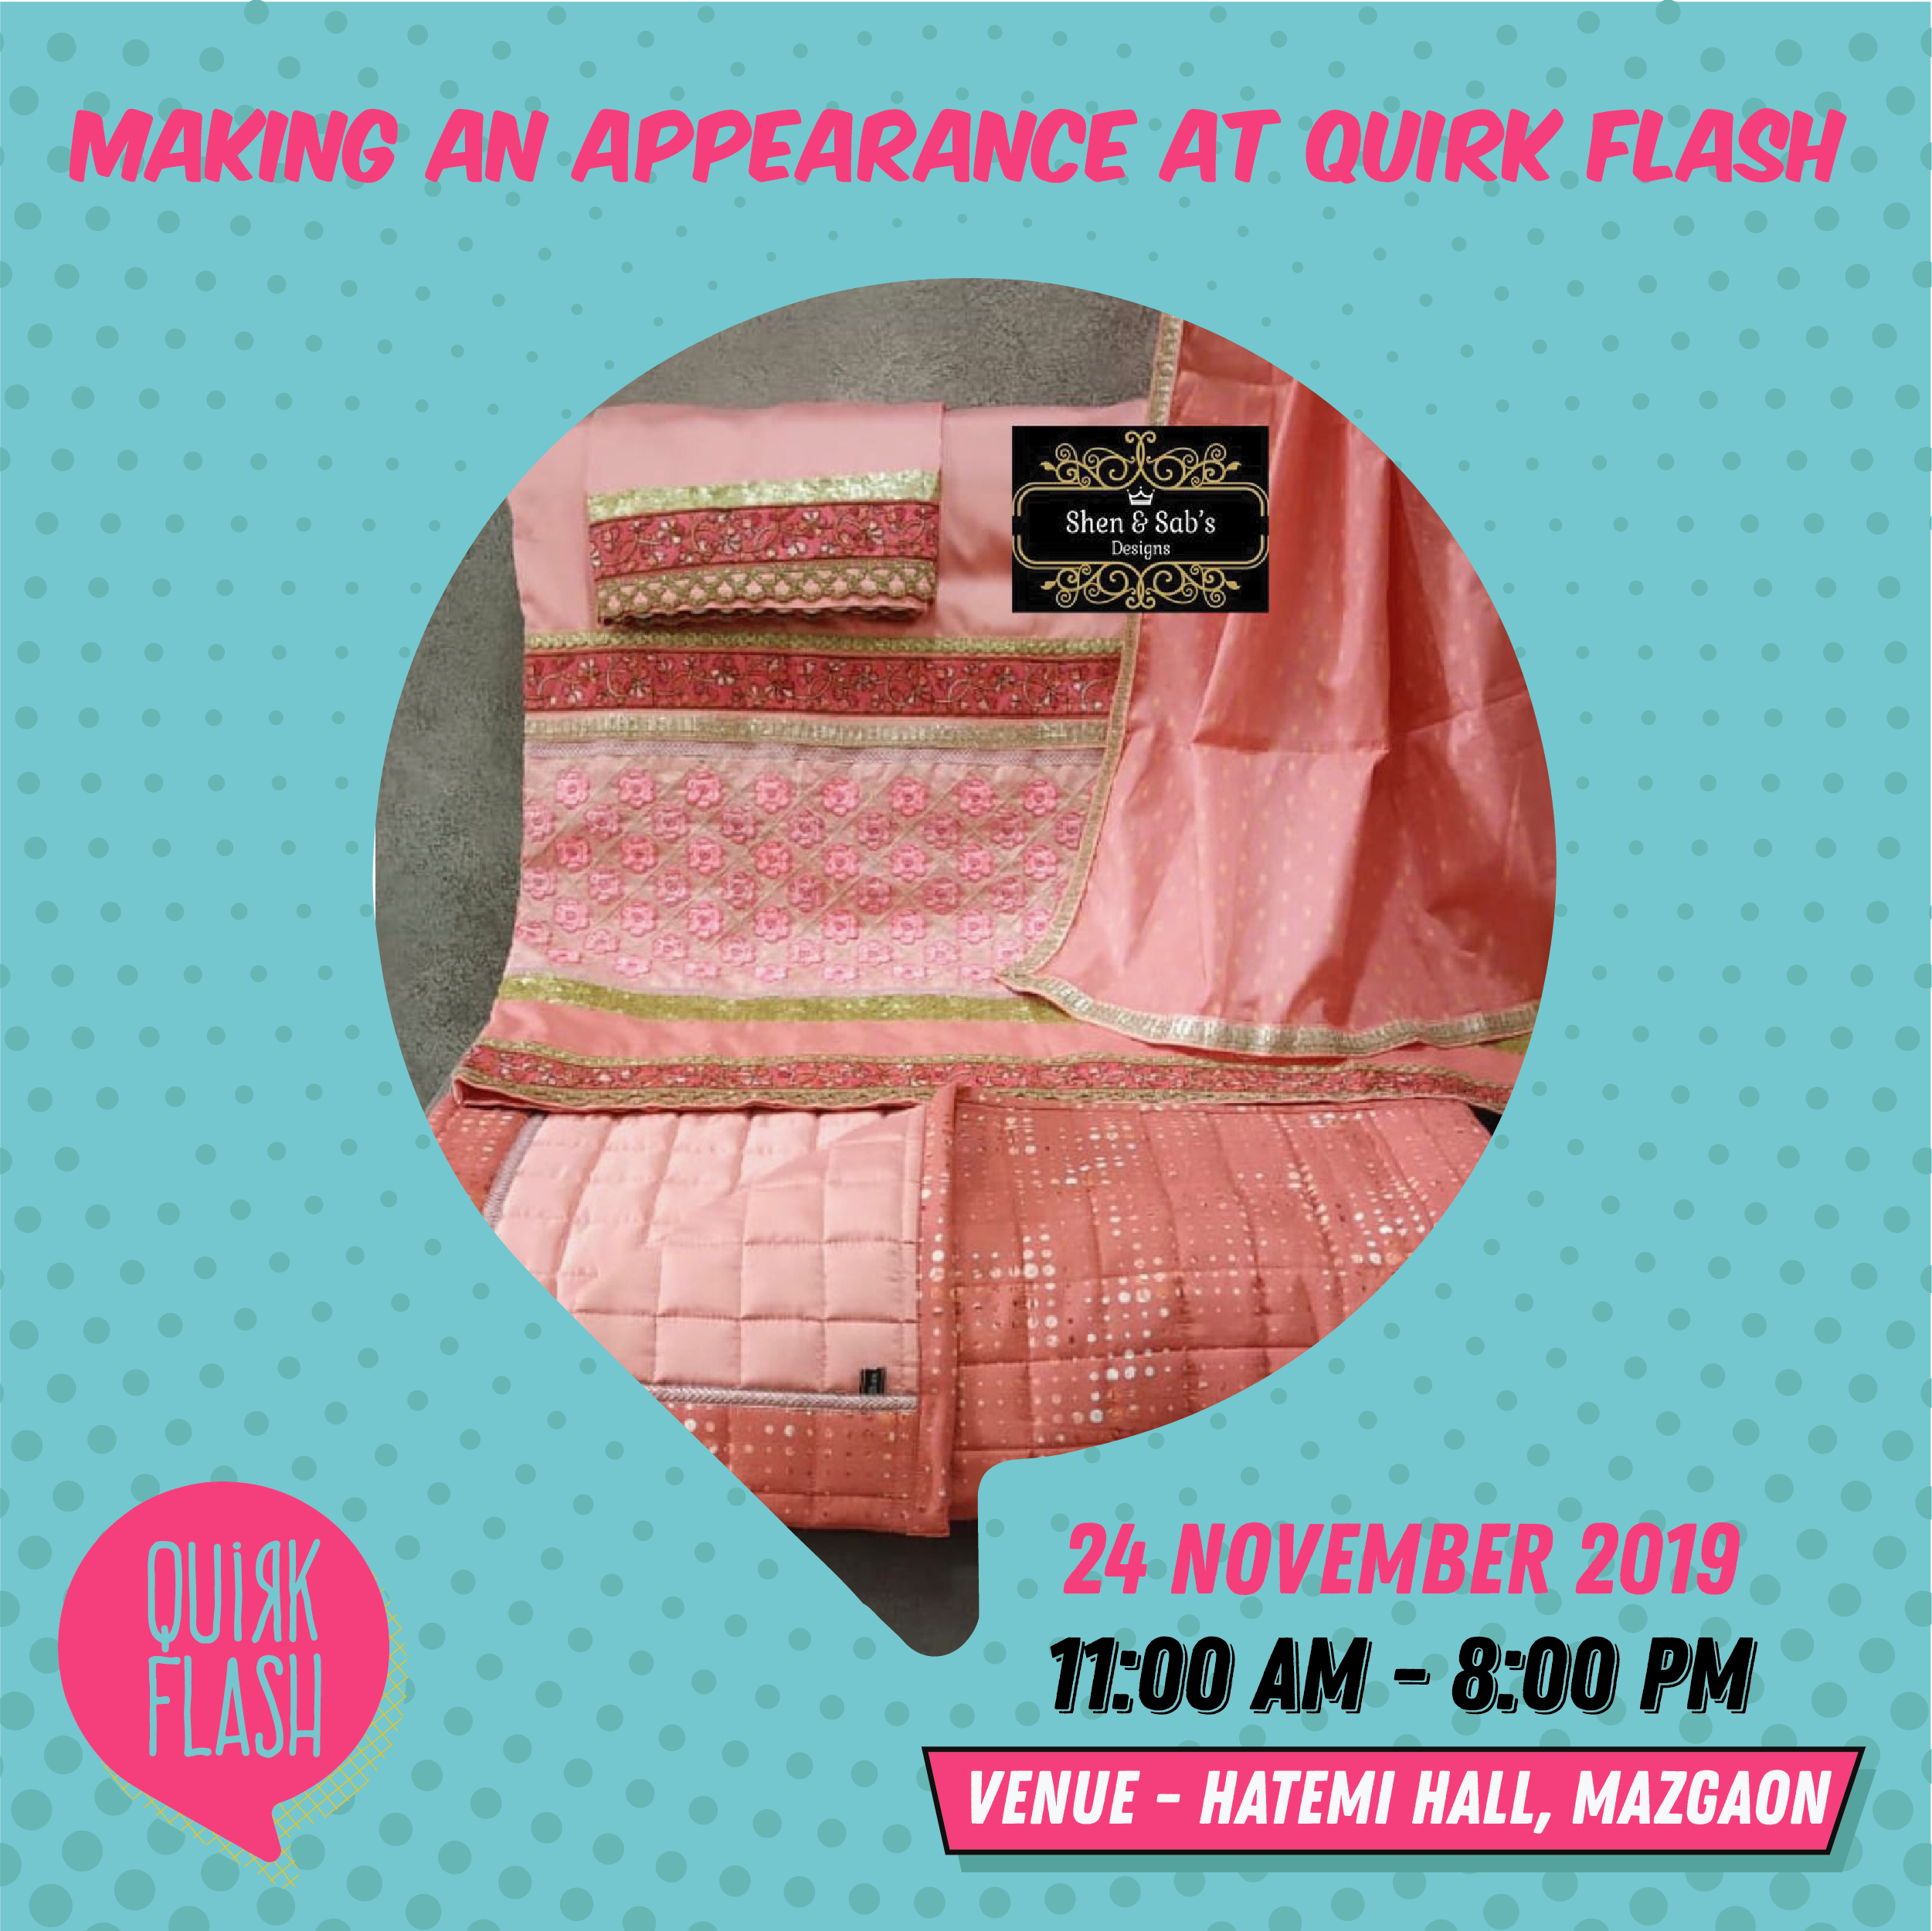 MAKING AN APPEARANCE AT QUIRK FLASH
Shen & Sab's
Designs
QUiRK
FLASH
24 NOVEMBER 2019
11:00 AM - 8:00 PM
VENUE - HATEMI HALL, MAZGAON